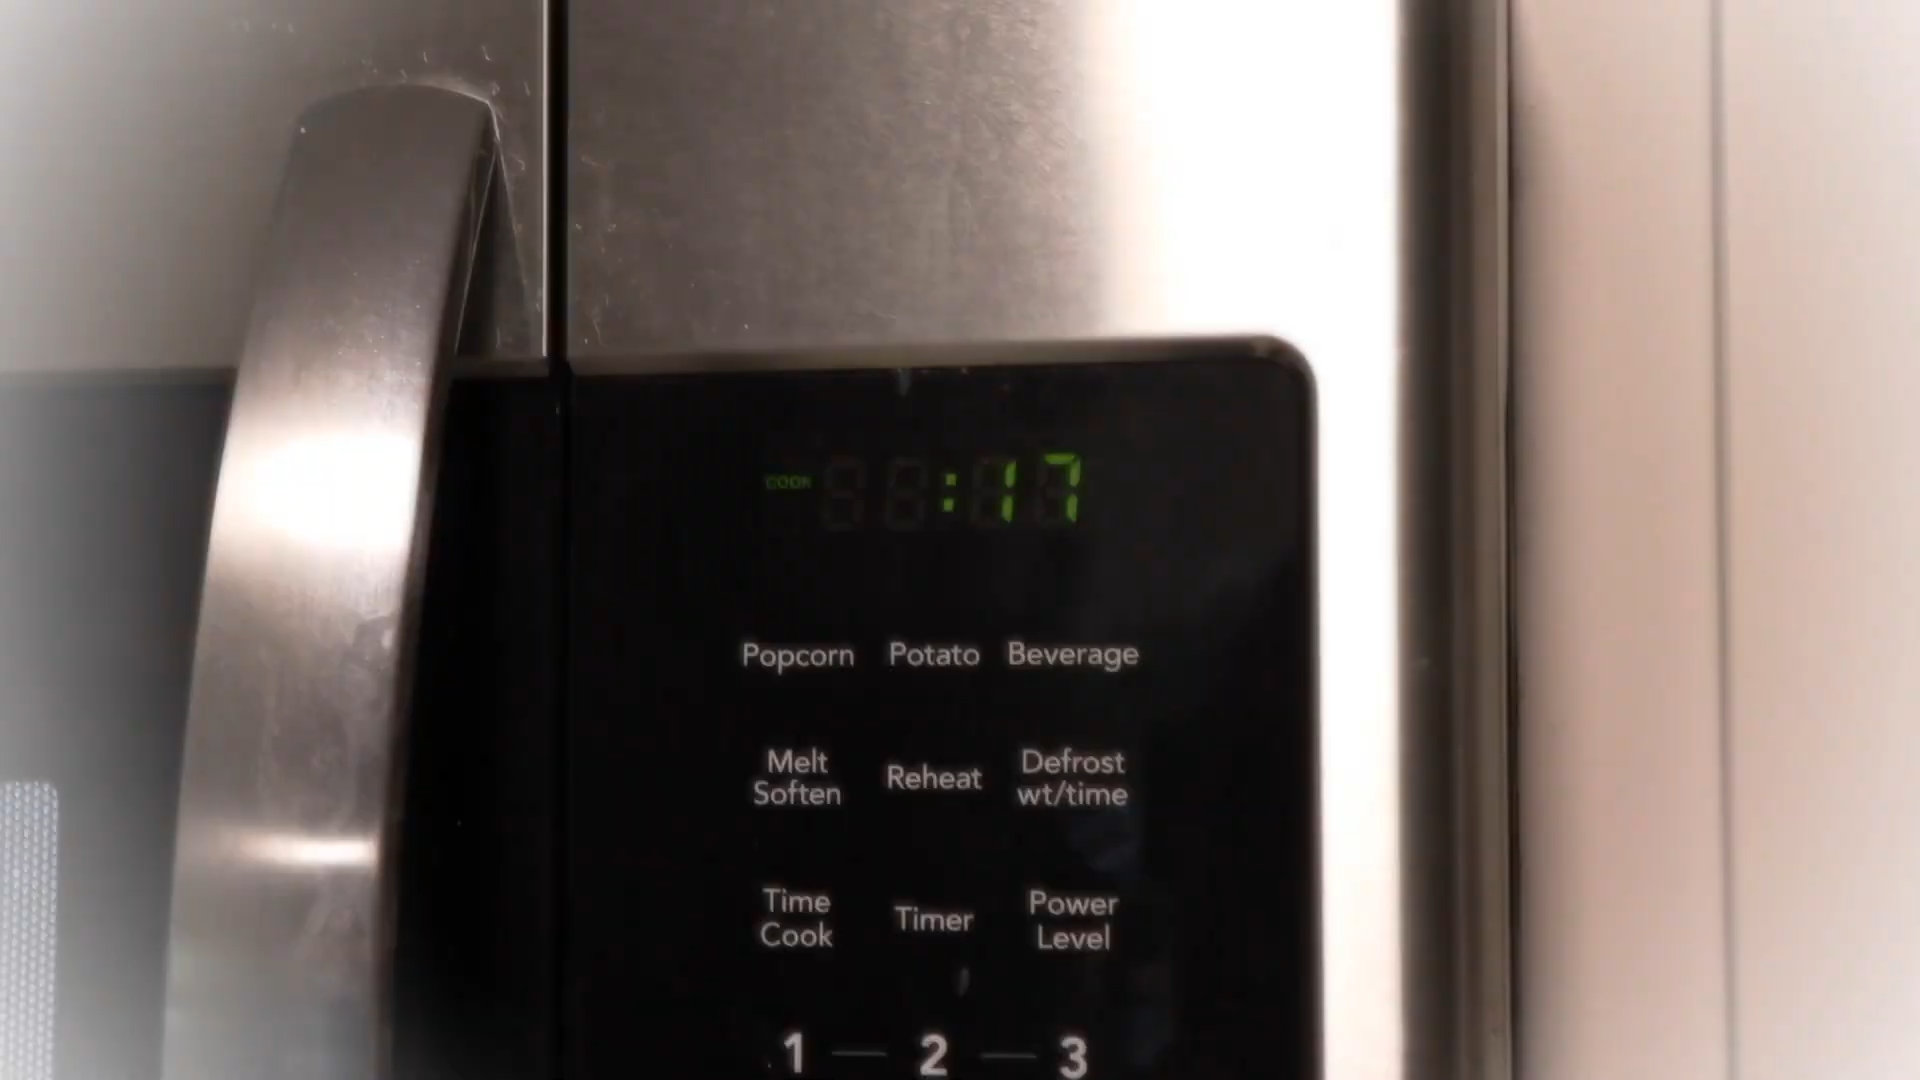 COOK :17
Popcorn Potato Beverage
Melt Soften Reheat Defrost wt/time
Time Cook Timer Power Level
1 — 2 — 3